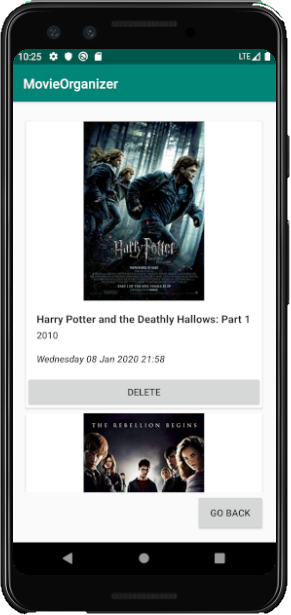 10:25
LTE
MovieOrganizer
Harry Potter
Harry Potter and the Deathly Hallows: Part 1
2010
Wednesday 08 Jan 2020 21:58
DELETE
THE REBELLION BEGINS
GO BACK